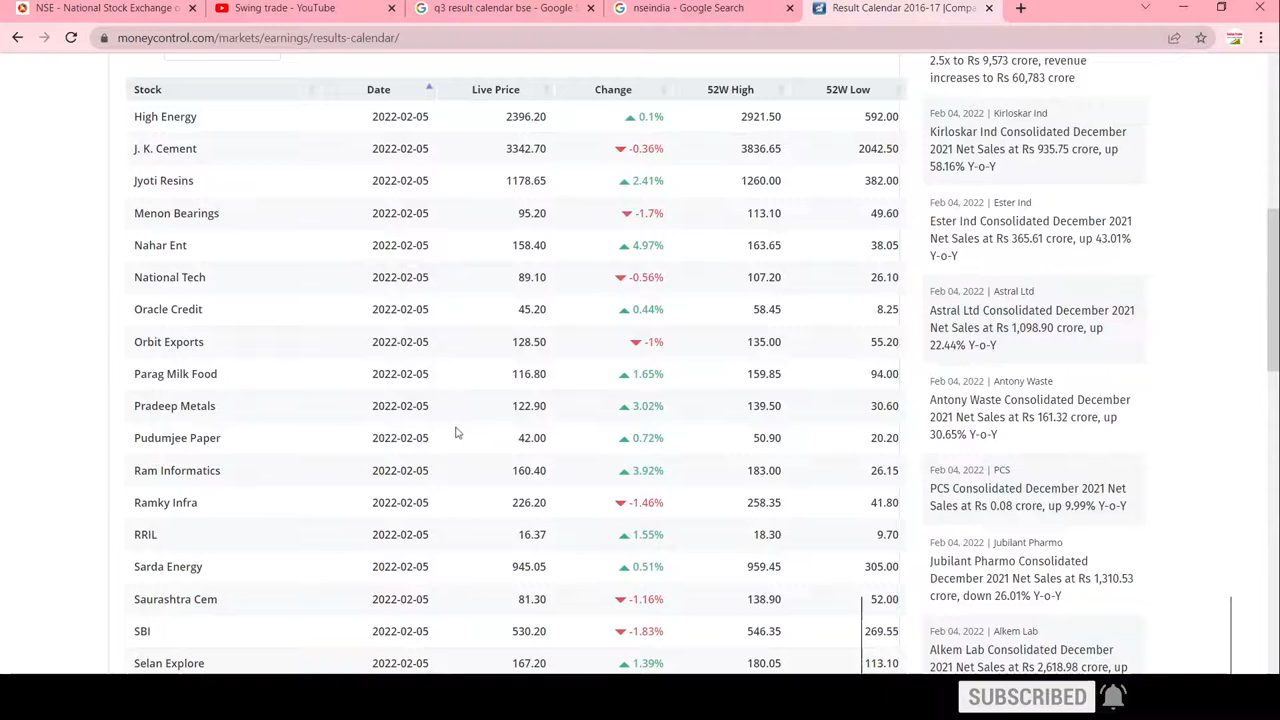 NSE - National Stock Exchange o
Swing trade - YouTube
q3 result calendar bse - Google
nseindia - Google Search
Result Calendar 2016-17 |Compa
moneycontrol.com/markets/earnings/results-calendar/
Stock Date Live Price Change 52W High 52W Low
High Energy 2022-02-05 2396.20 0.1% 2921.50 592.00
J. K. Cement 2022-02-05 3342.70 -0.36% 3836.65 2042.50
Jyoti Resins 2022-02-05 1178.65 2.41% 1260.00 382.00
Menon Bearings 2022-02-05 95.20 -1.7% 113.10 49.60
Nahar Ent 2022-02-05 158.40 4.97% 163.65 38.05
National Tech 2022-02-05 89.10 -0.56% 107.20 26.10
Oracle Credit 2022-02-05 45.20 0.44% 58.45 8.25
Orbit Exports 2022-02-05 128.50 -1% 135.00 55.20
Parag Milk Food 2022-02-05 116.80 1.65% 159.85 94.00
Pradeep Metals 2022-02-05 122.90 3.02% 139.50 30.60
Pudumjee Paper 2022-02-05 42.00 0.72% 50.90 20.20
Ram Informatics 2022-02-05 160.40 3.92% 183.00 26.15
Ramky Infra 2022-02-05 226.20 -1.46% 258.35 41.80
RRIL 2022-02-05 16.37 1.55% 18.30 9.70
Sarda Energy 2022-02-05 945.05 0.51% 959.45 305.00
Saurashtra Cem 2022-02-05 81.30 -1.16% 138.90 52.00
SBI 2022-02-05 530.20 -1.83% 546.35 269.55
Selan Explore 2022-02-05 167.20 1.39% 180.05 113.10
2.5x to Rs 9,573 crore, revenue
increases to Rs 60,783 crore
Feb 04, 2022 | Kirloskar Ind
Kirloskar Ind Consolidated December
2021 Net Sales at Rs 935.75 crore, up
58.16% Y-o-Y
Feb 04, 2022 | Ester Ind
Ester Ind Consolidated December 2021
Net Sales at Rs 365.61 crore, up 43.01%
Y-o-Y
Feb 04, 2022 | Astral Ltd
Astral Ltd Consolidated December 2021
Net Sales at Rs 1,098.90 crore, up
22.44% Y-o-Y
Feb 04, 2022 | Antony Waste
Antony Waste Consolidated December
2021 Net Sales at Rs 161.32 crore, up
30.65% Y-o-Y
Feb 04, 2022 | PCS
PCS Consolidated December 2021 Net
Sales at Rs 0.08 crore, up 9.99% Y-o-Y
Feb 04, 2022 | Jubilant Pharmo
Jubilant Pharmo Consolidated
December 2021 Net Sales at Rs 1,310.53
crore, down 26.01% Y-o-Y
Feb 04, 2022 | Alkem Lab
Alkem Lab Consolidated December
2021 Net Sales at Rs 2,618.98 crore, up
SUBSCRIBED